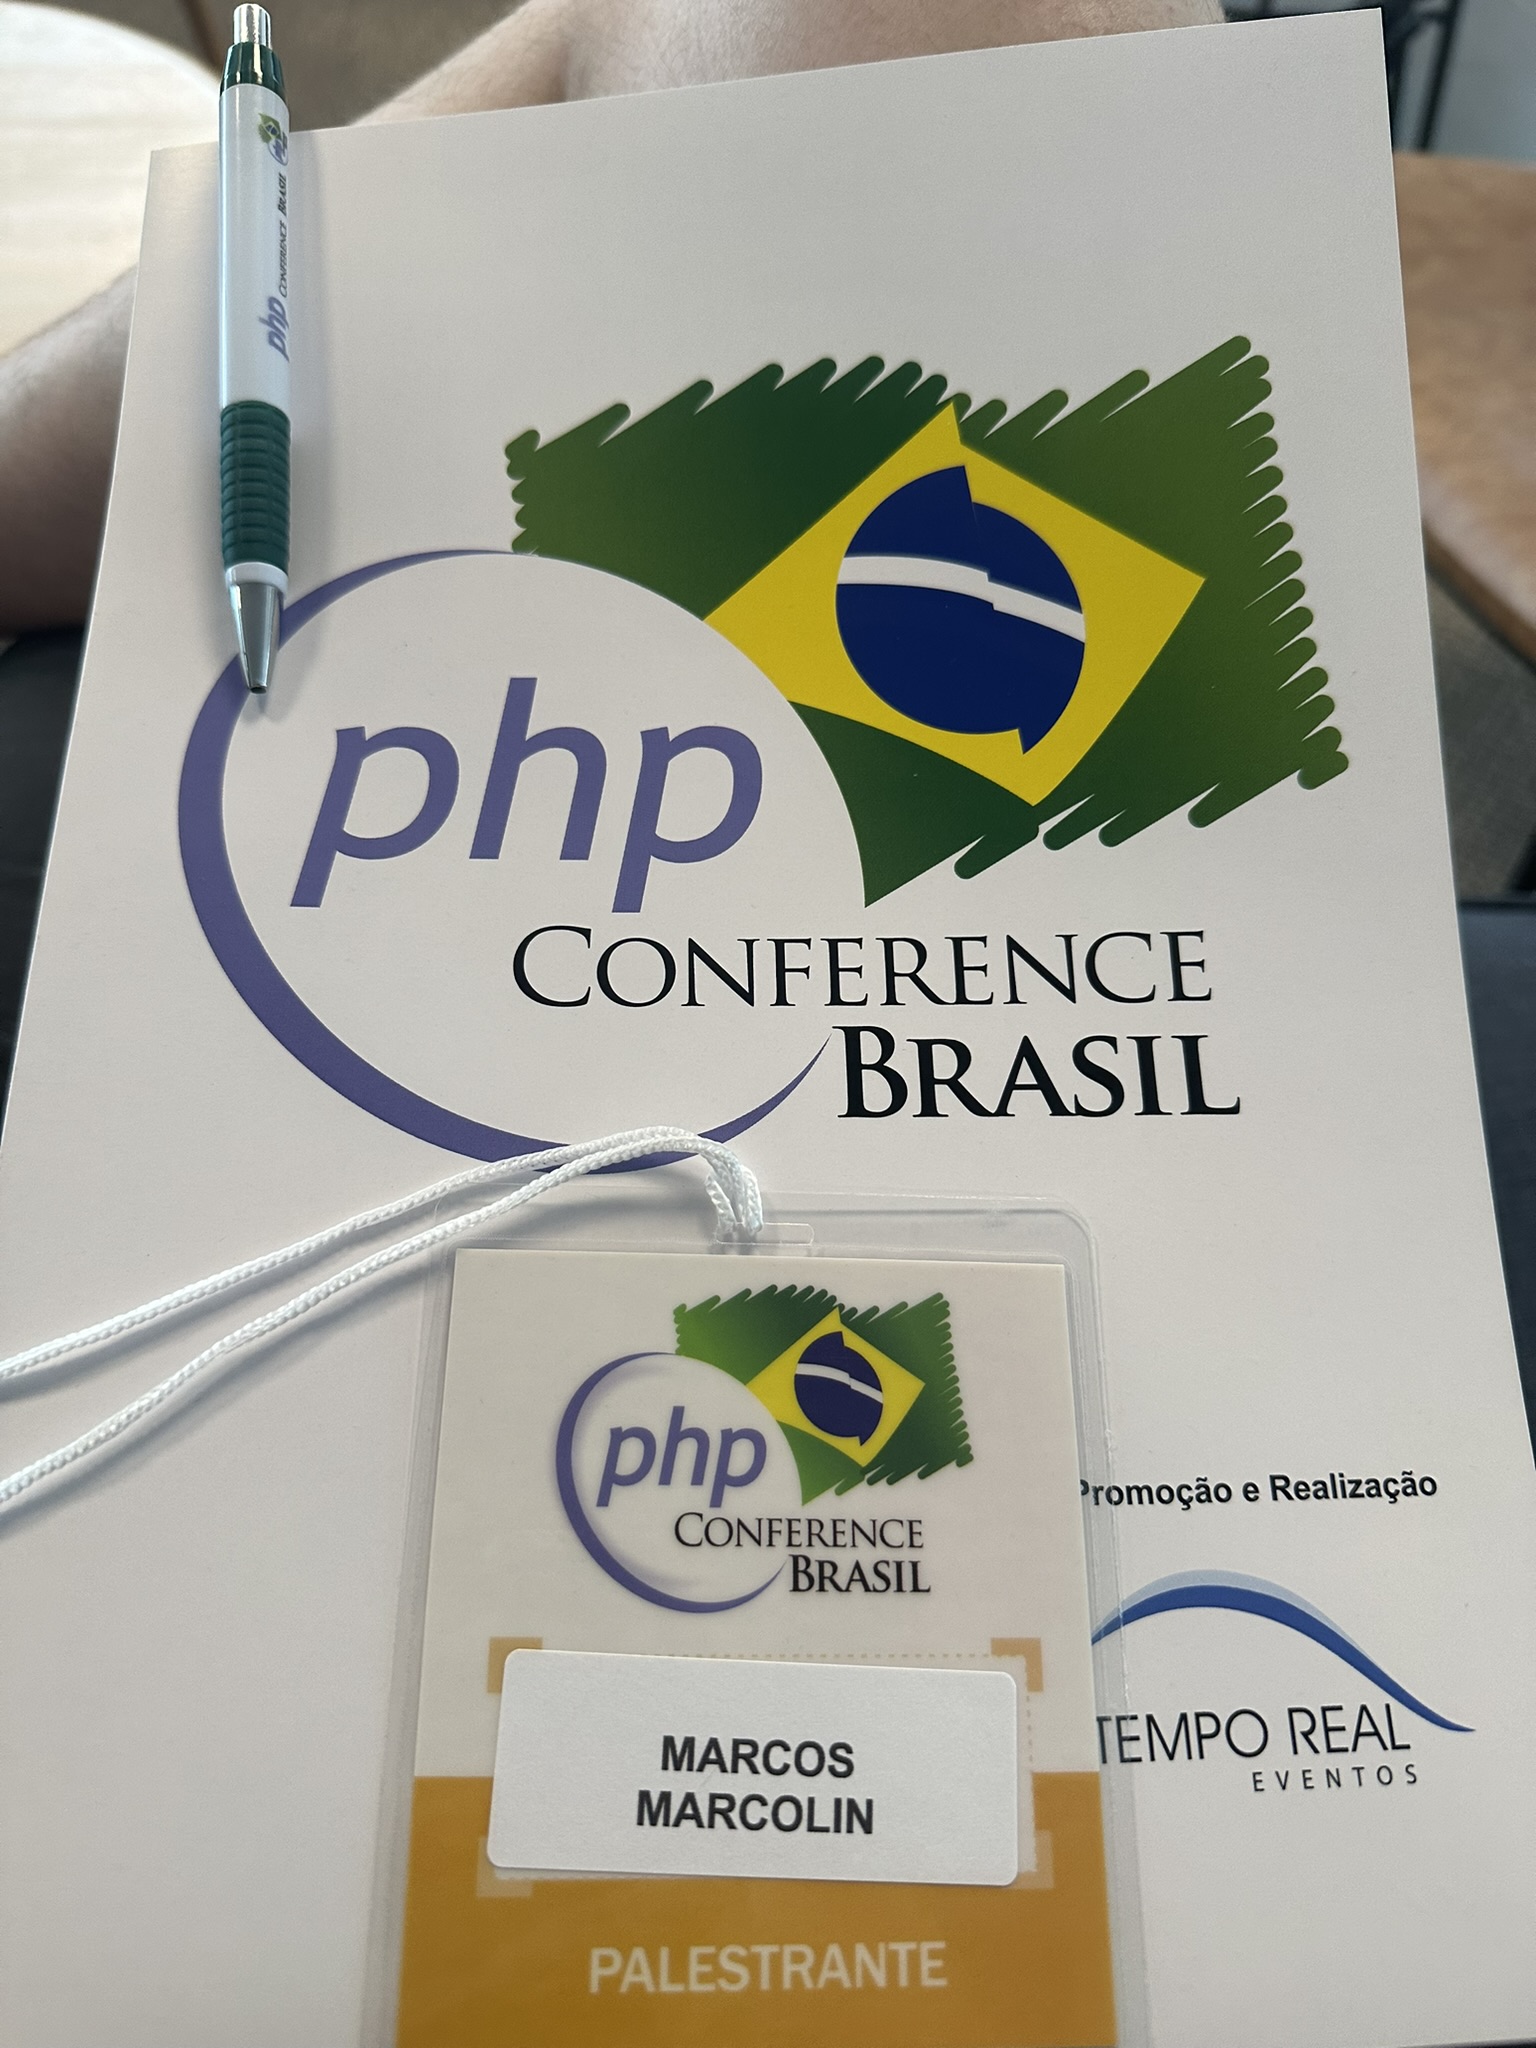 php CONFERENCE BRASIL
php
CONFERENCE
BRASIL
php
CONFERENCE
BRASIL
Promoção e Realização
TEMPO REAL
EVENTOS
MARCOS
MARCOLIN
PALESTRANTE